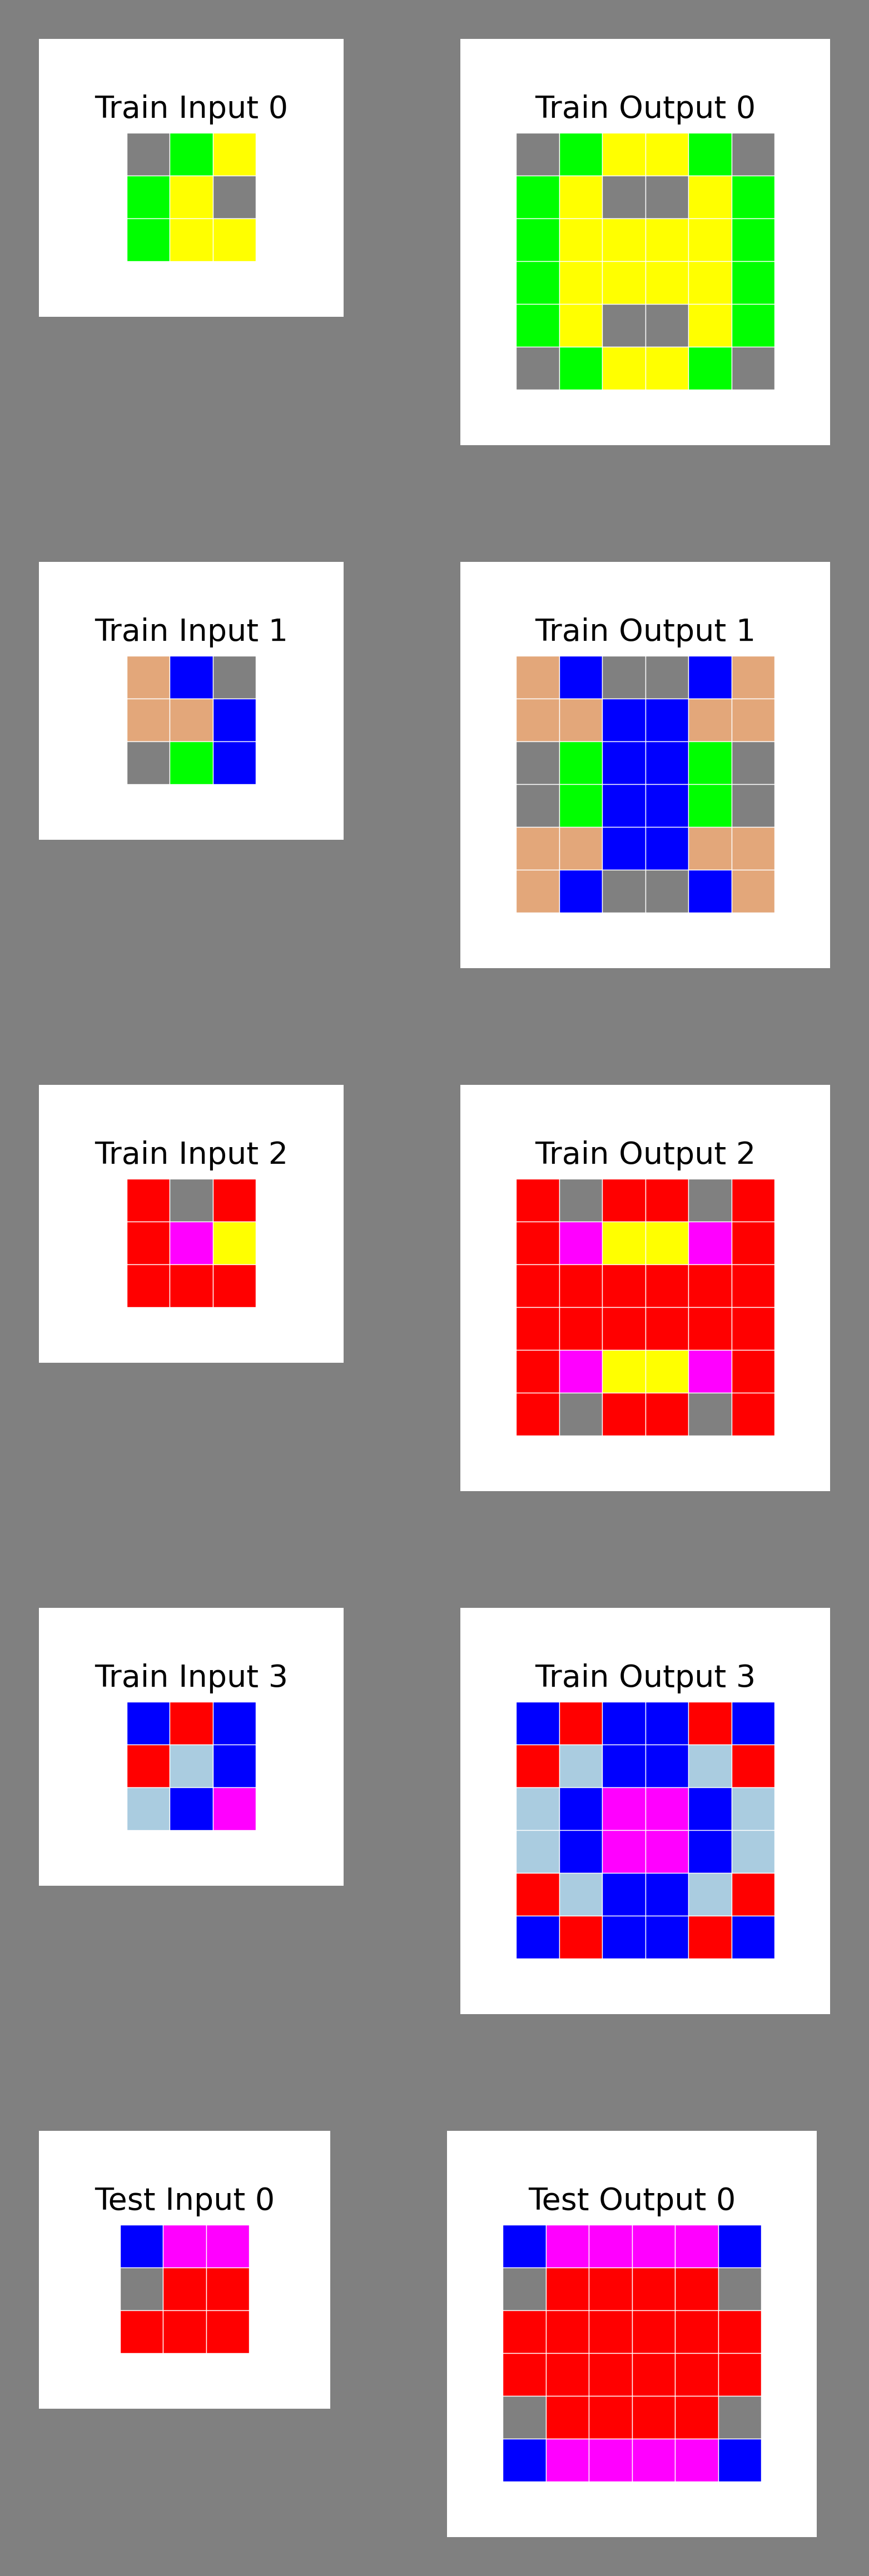 Train Input 0
Train Output 0
Train Input 1
Train Output 1
Train Input 2
Train Output 2
Train Input 3
Train Output 3
Test Input 0
Test Output 0